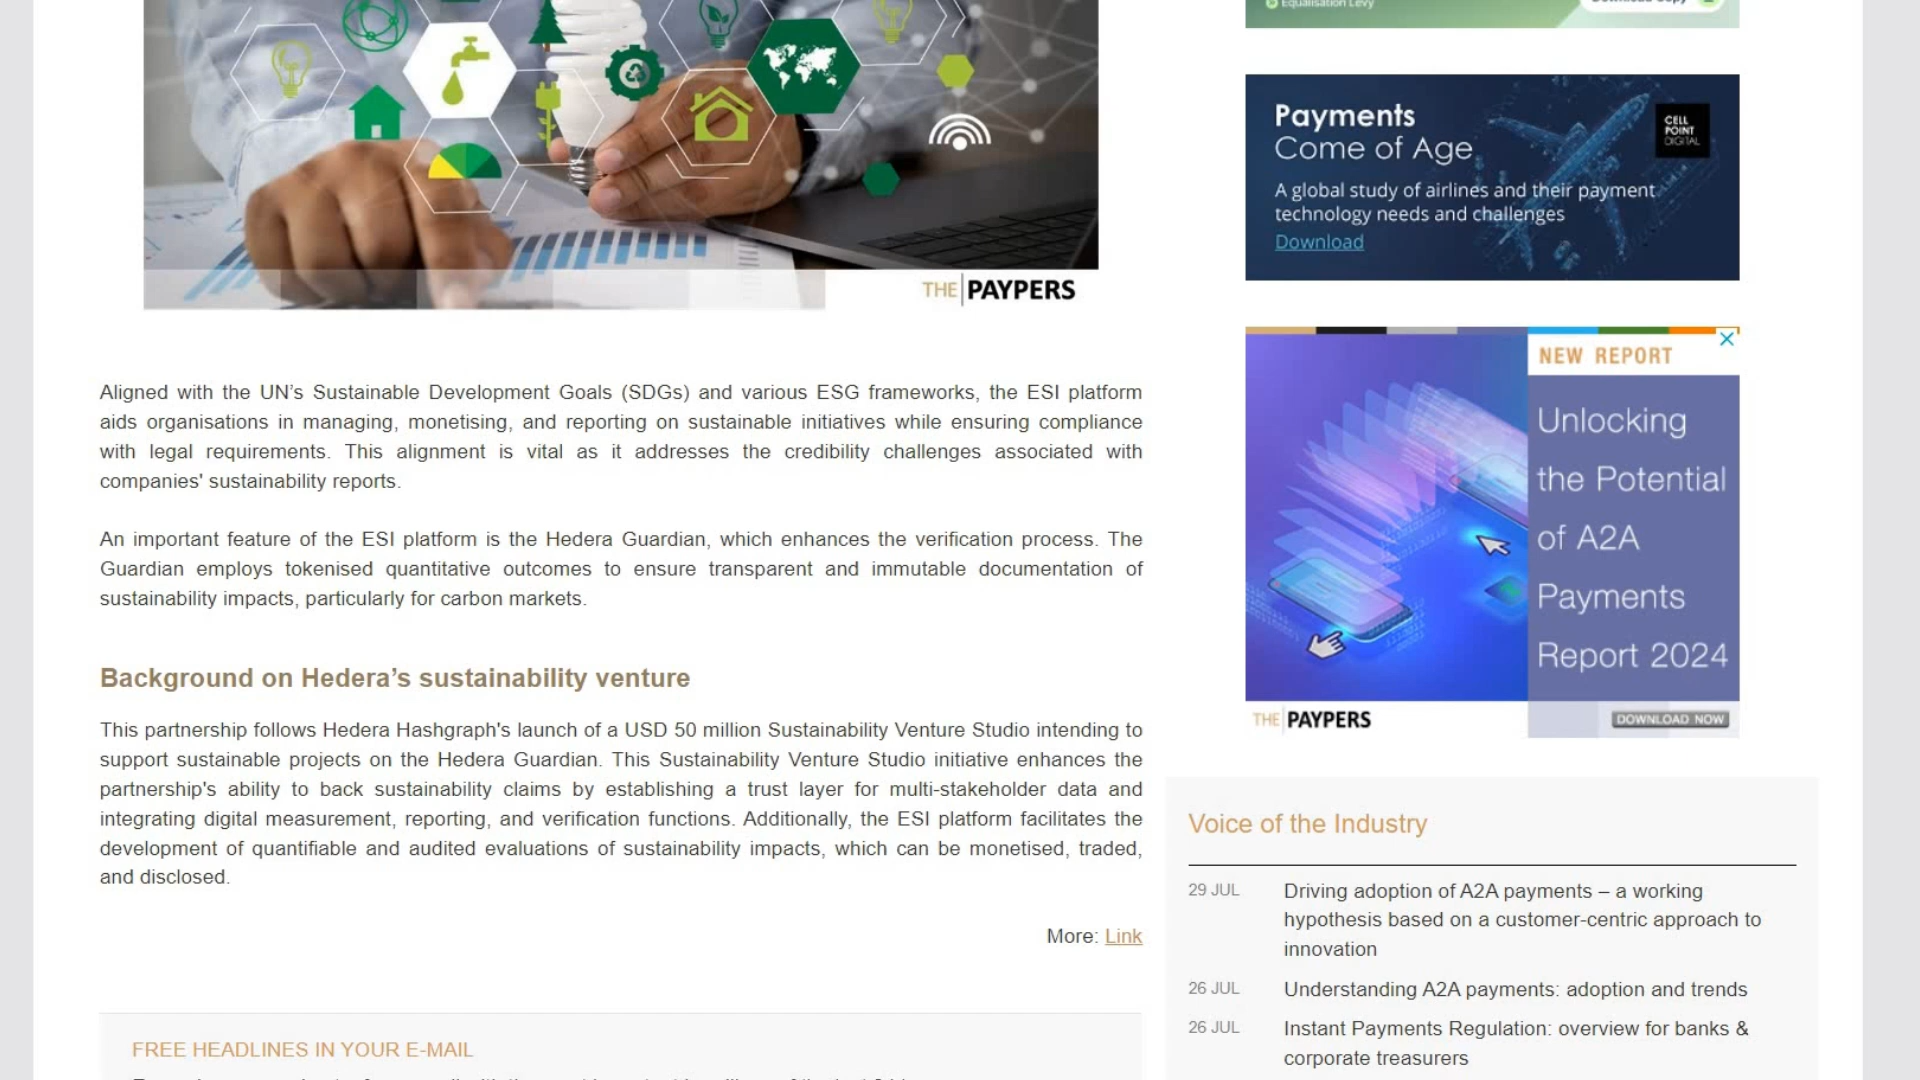 Equalisation Levy
Payments
Come of Age
CELL
POINT
DIGITAL
A global study of airlines and their payment
technology needs and challenges
Download
THE PAYPERS
NEW REPORT
Unlocking
the Potential
of A2A
Payments
Report 2024
THE PAYPERS
DOWNLOAD NOW
Aligned with the UN’s Sustainable Development Goals (SDGs) and various ESG frameworks, the ESI platform
aids organisations in managing, monetising, and reporting on sustainable initiatives while ensuring compliance
with legal requirements. This alignment is vital as it addresses the credibility challenges associated with
companies' sustainability reports.
An important feature of the ESI platform is the Hedera Guardian, which enhances the verification process. The
Guardian employs tokenised quantitative outcomes to ensure transparent and immutable documentation of
sustainability impacts, particularly for carbon markets.
Background on Hedera’s sustainability venture
This partnership follows Hedera Hashgraph's launch of a USD 50 million Sustainability Venture Studio intending to
support sustainable projects on the Hedera Guardian. This Sustainability Venture Studio initiative enhances the
partnership's ability to back sustainability claims by establishing a trust layer for multi-stakeholder data and
integrating digital measurement, reporting, and verification functions. Additionally, the ESI platform facilitates the
development of quantifiable and audited evaluations of sustainability impacts, which can be monetised, traded,
and disclosed.
More: Link
FREE HEADLINES IN YOUR E-MAIL
Voice of the Industry
29 JUL Driving adoption of A2A payments – a working
hypothesis based on a customer-centric approach to
innovation
26 JUL Understanding A2A payments: adoption and trends
26 JUL Instant Payments Regulation: overview for banks &
corporate treasurers